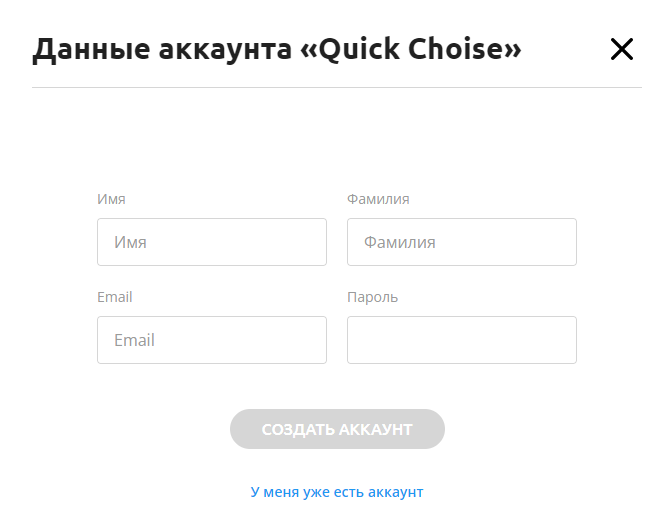 Данные аккаунта «Quick Choise»
Имя Фамилия
Имя Фамилия
Email Пароль
Email
СОЗДАТЬ АККАУНТ
У меня уже есть аккаунт